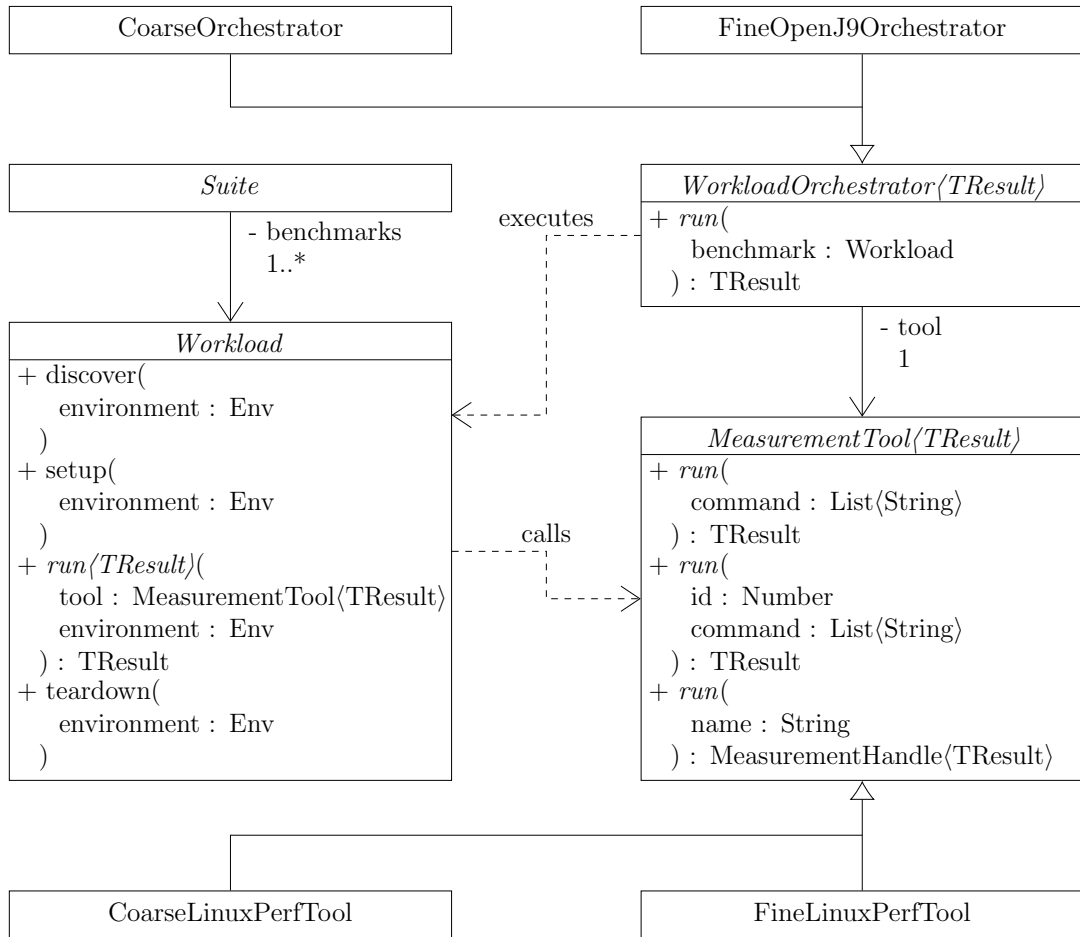 CoarseOrchestrator
FineOpenJ9Orchestrator
Suite
- benchmarks
1..*
executes
WorkloadOrchestrator⟨TResult⟩
+ run(
benchmark : Workload
) : TResult
- tool
1
Workload
+ discover(
environment : Env
)
+ setup(
environment : Env
)
+ run⟨TResult⟩(
tool : MeasurementTool⟨TResult⟩
environment : Env
) : TResult
+ teardown(
environment : Env
)
calls
MeasurementTool⟨TResult⟩
+ run(
command : List⟨String⟩
) : TResult
+ run(
id : Number
command : List⟨String⟩
) : TResult
+ run(
name : String
) : MeasurementHandle⟨TResult⟩
CoarseLinuxPerfTool
FineLinuxPerfTool